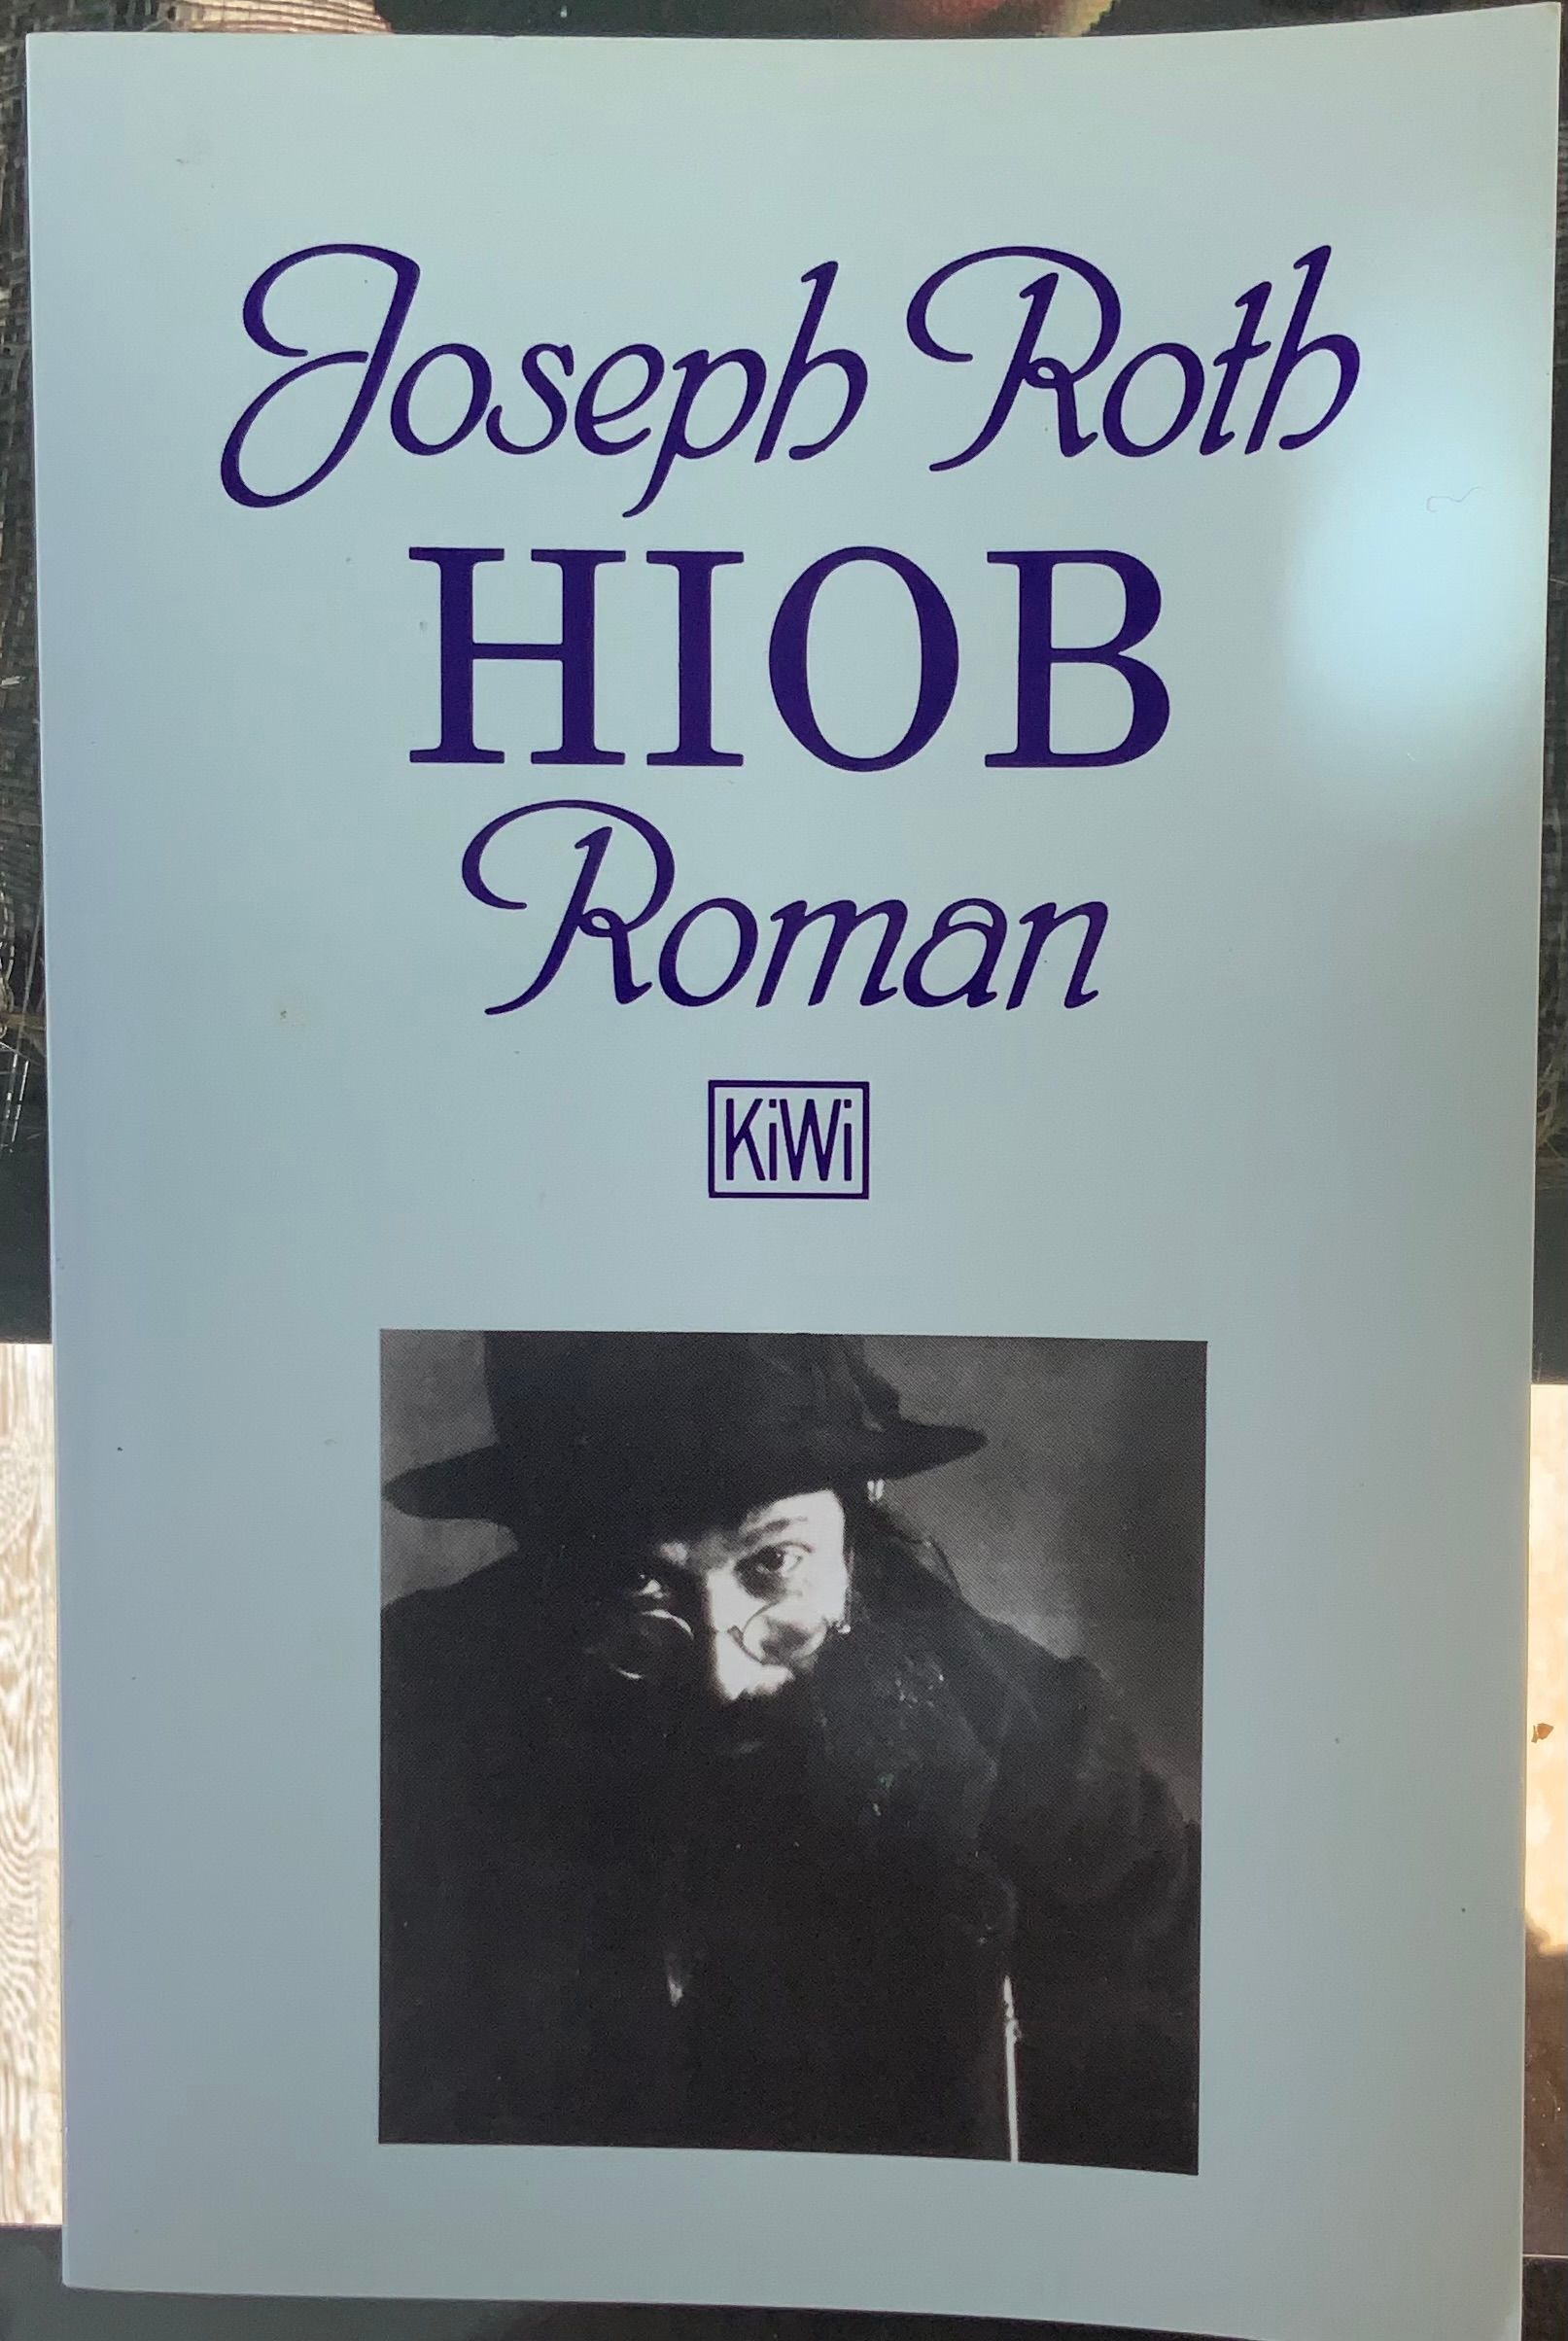 Joseph Roth
HIOB
Roman
KiWi